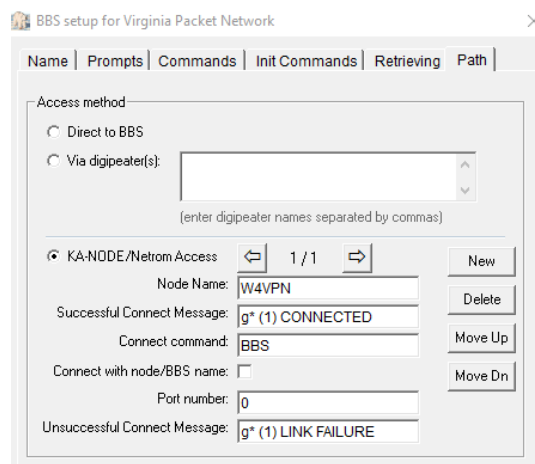 BBS setup for Virginia Packet Network
Name Prompts Commands Init Commands Retrieving Path
Access method
Direct to BBS
Via digipeater(s):
(enter digipeater names separated by commas)
KA-NODE/Netrom Access 1 / 1 New
Node Name: W4VPN
Delete
Successful Connect Message: g* (1) CONNECTED
Connect command: BBS Move Up
Connect with node/BBS name: Move Dn
Port number: 0
Unsuccessful Connect Message: g* (1) LINK FAILURE